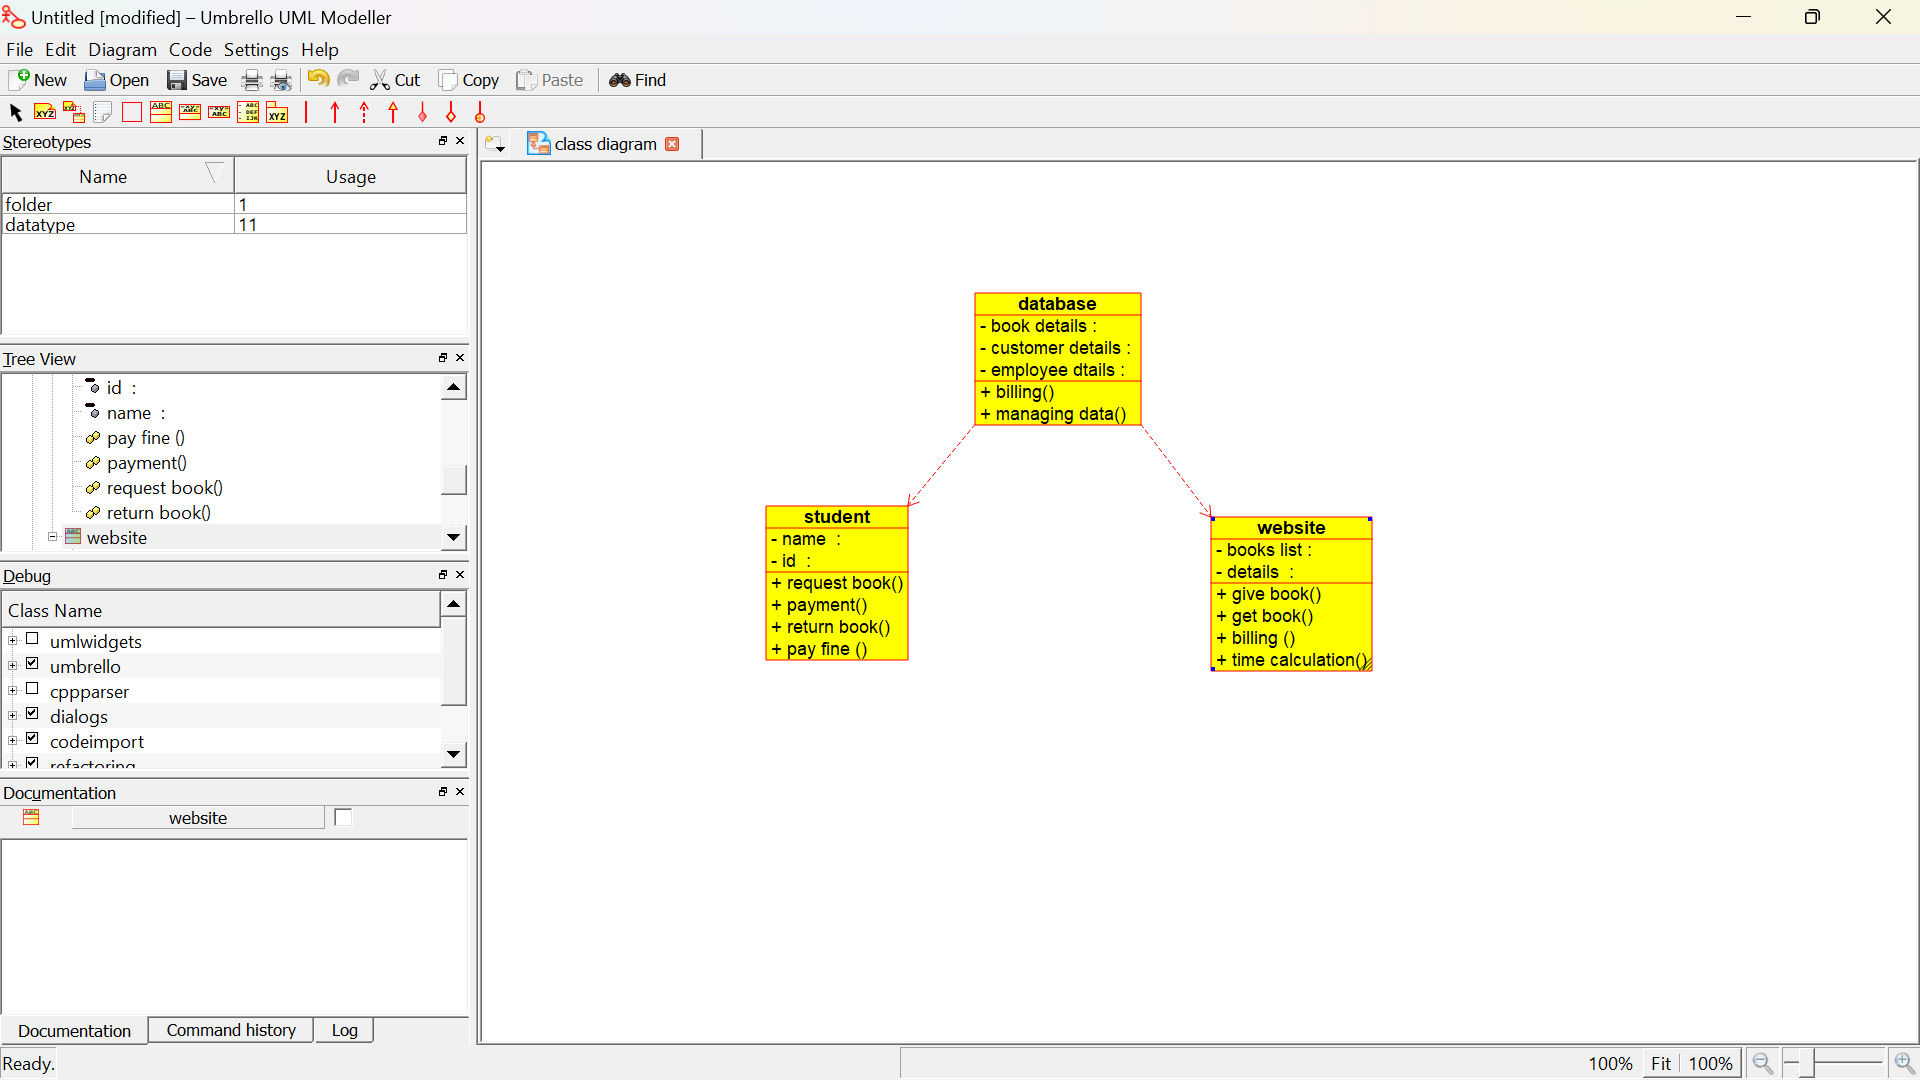 Untitled [modified] – Umbrello UML Modeller
File Edit Diagram Code Settings Help
New Open Save Cut Copy Paste Find
Stereotypes
Name Usage
folder 1
datatype 11
Tree View
id :
name :
pay fine ()
payment()
request book()
return book()
website
Debug
Class Name
umlwidgets
umbrello
cppparser
dialogs
codeimport
refactoring
Documentation
website
Documentation Command history Log
Ready.
class diagram
database
- book details :
- customer details :
- employee dtails :
+ billing()
+ managing data()
student
- name :
- id :
+ request book()
+ payment()
+ return book()
+ pay fine ()
website
- books list :
- details :
+ give book()
+ get book()
+ billing ()
+ time calculation()
100% Fit 100%